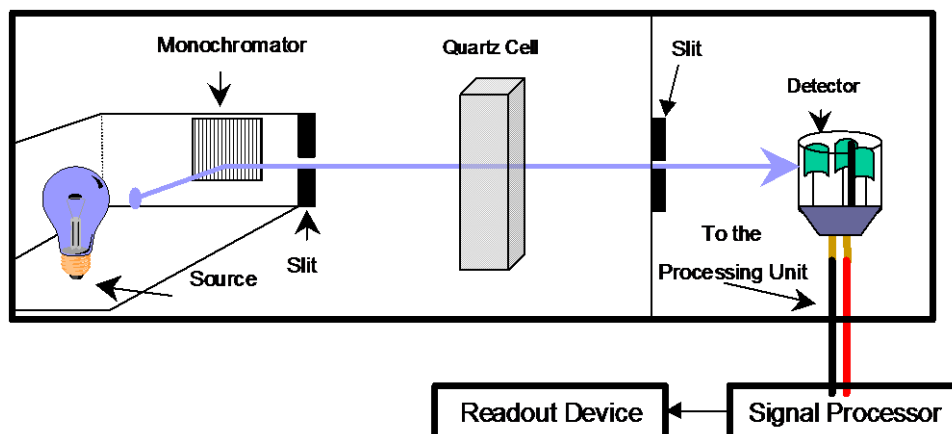 Monochromator
Quartz Cell
Slit
Detector
Source
Slit
To the
Processing Unit
Readout Device
Signal Processor